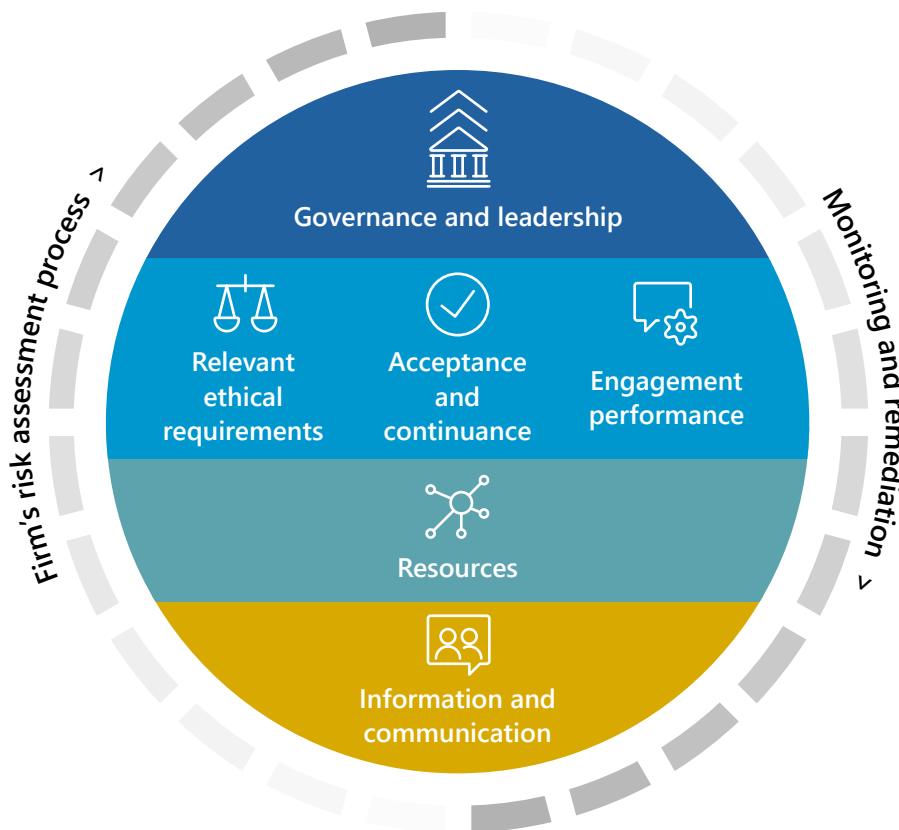 Firm's risk assessment process >
Monitoring and remediation >
Governance and leadership
Relevant
ethical
requirements
Acceptance
and
continuance
Engagement
performance
Resources
Information and
communication